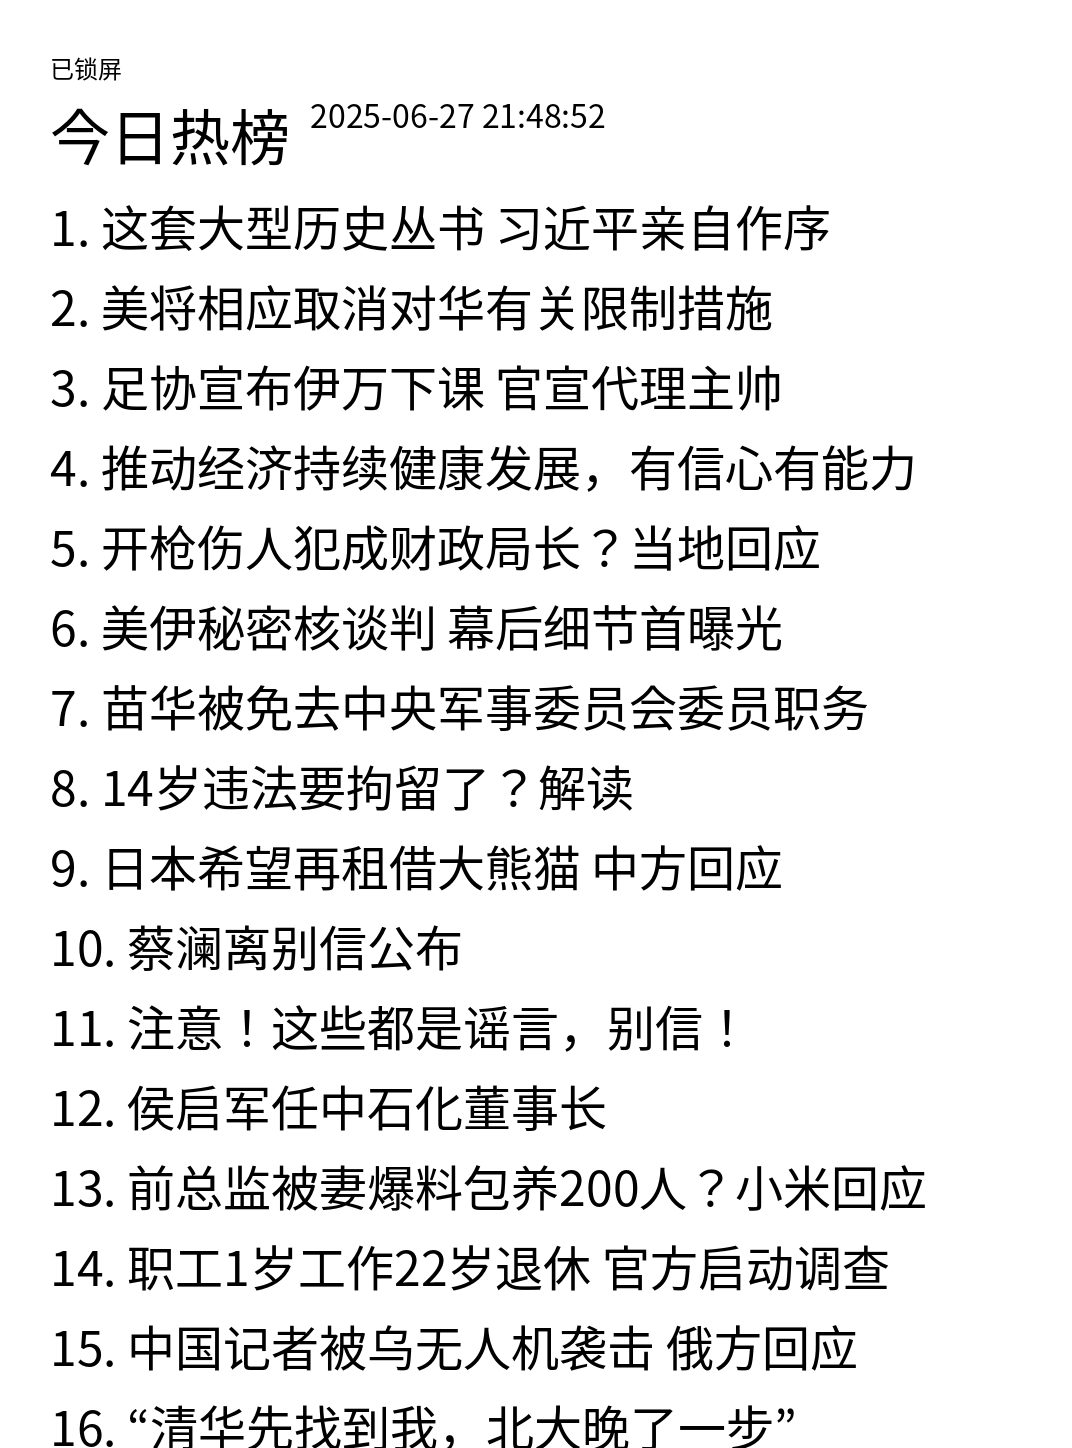 已锁屏
今日热榜 2025-06-27 21:48:52
1. 这套大型历史丛书 习近平亲自作序
2. 美将相应取消对华有关限制措施
3. 足协宣布伊万下课 官宣代理主帅
4. 推动经济持续健康发展，有信心有能力
5. 开枪伤人犯成财政局长？当地回应
6. 美伊秘密核谈判 幕后细节首曝光
7. 苗华被免去中央军事委员会委员职务
8. 14岁违法要拘留了？解读
9. 日本希望再租借大熊猫 中方回应
10. 蔡澜离别信公布
11. 注意！这些都是谣言，别信！
12. 侯启军任中石化董事长
13. 前总监被妻爆料包养200人？小米回应
14. 职工1岁工作22岁退休 官方启动调查
15. 中国记者被乌无人机袭击 俄方回应
16. “清华先找到我，北大晚了一步”